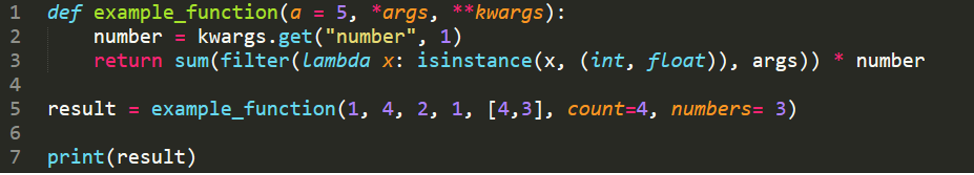 1 def example_function(a = 5, *args, **kwargs):
2     number = kwargs.get("number", 1)
3     return sum(filter(lambda x: isinstance(x, (int, float)), args)) * number
4
5 result = example_function(1, 4, 2, 1, [4,3], count=4, numbers= 3)
6
7 print(result)